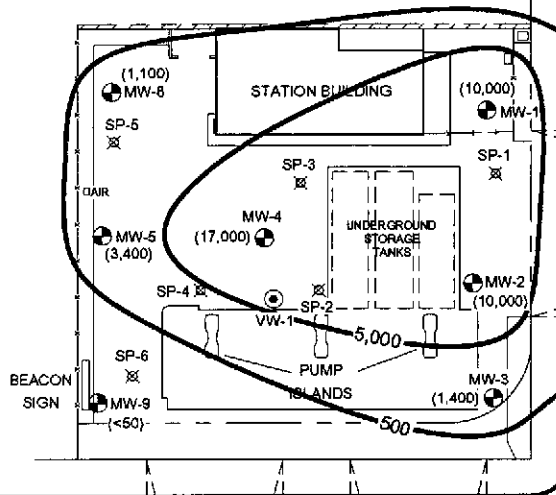 (1,100)
MW-8
STATION BUILDING
(10,000)
MW-1
SP-5
SP-3
SP-1
AIR
MW-4
(17,000)
UNDERGROUND
STORAGE
TANKS
MW-5
(3,400)
SP-4
SP-2
MW-2
(10,000)
VW-1
5,000
SP-6
PUMP
ISLANDS
BEACON
SIGN
MW-9
(<50)
MW-3
(1,400)
500